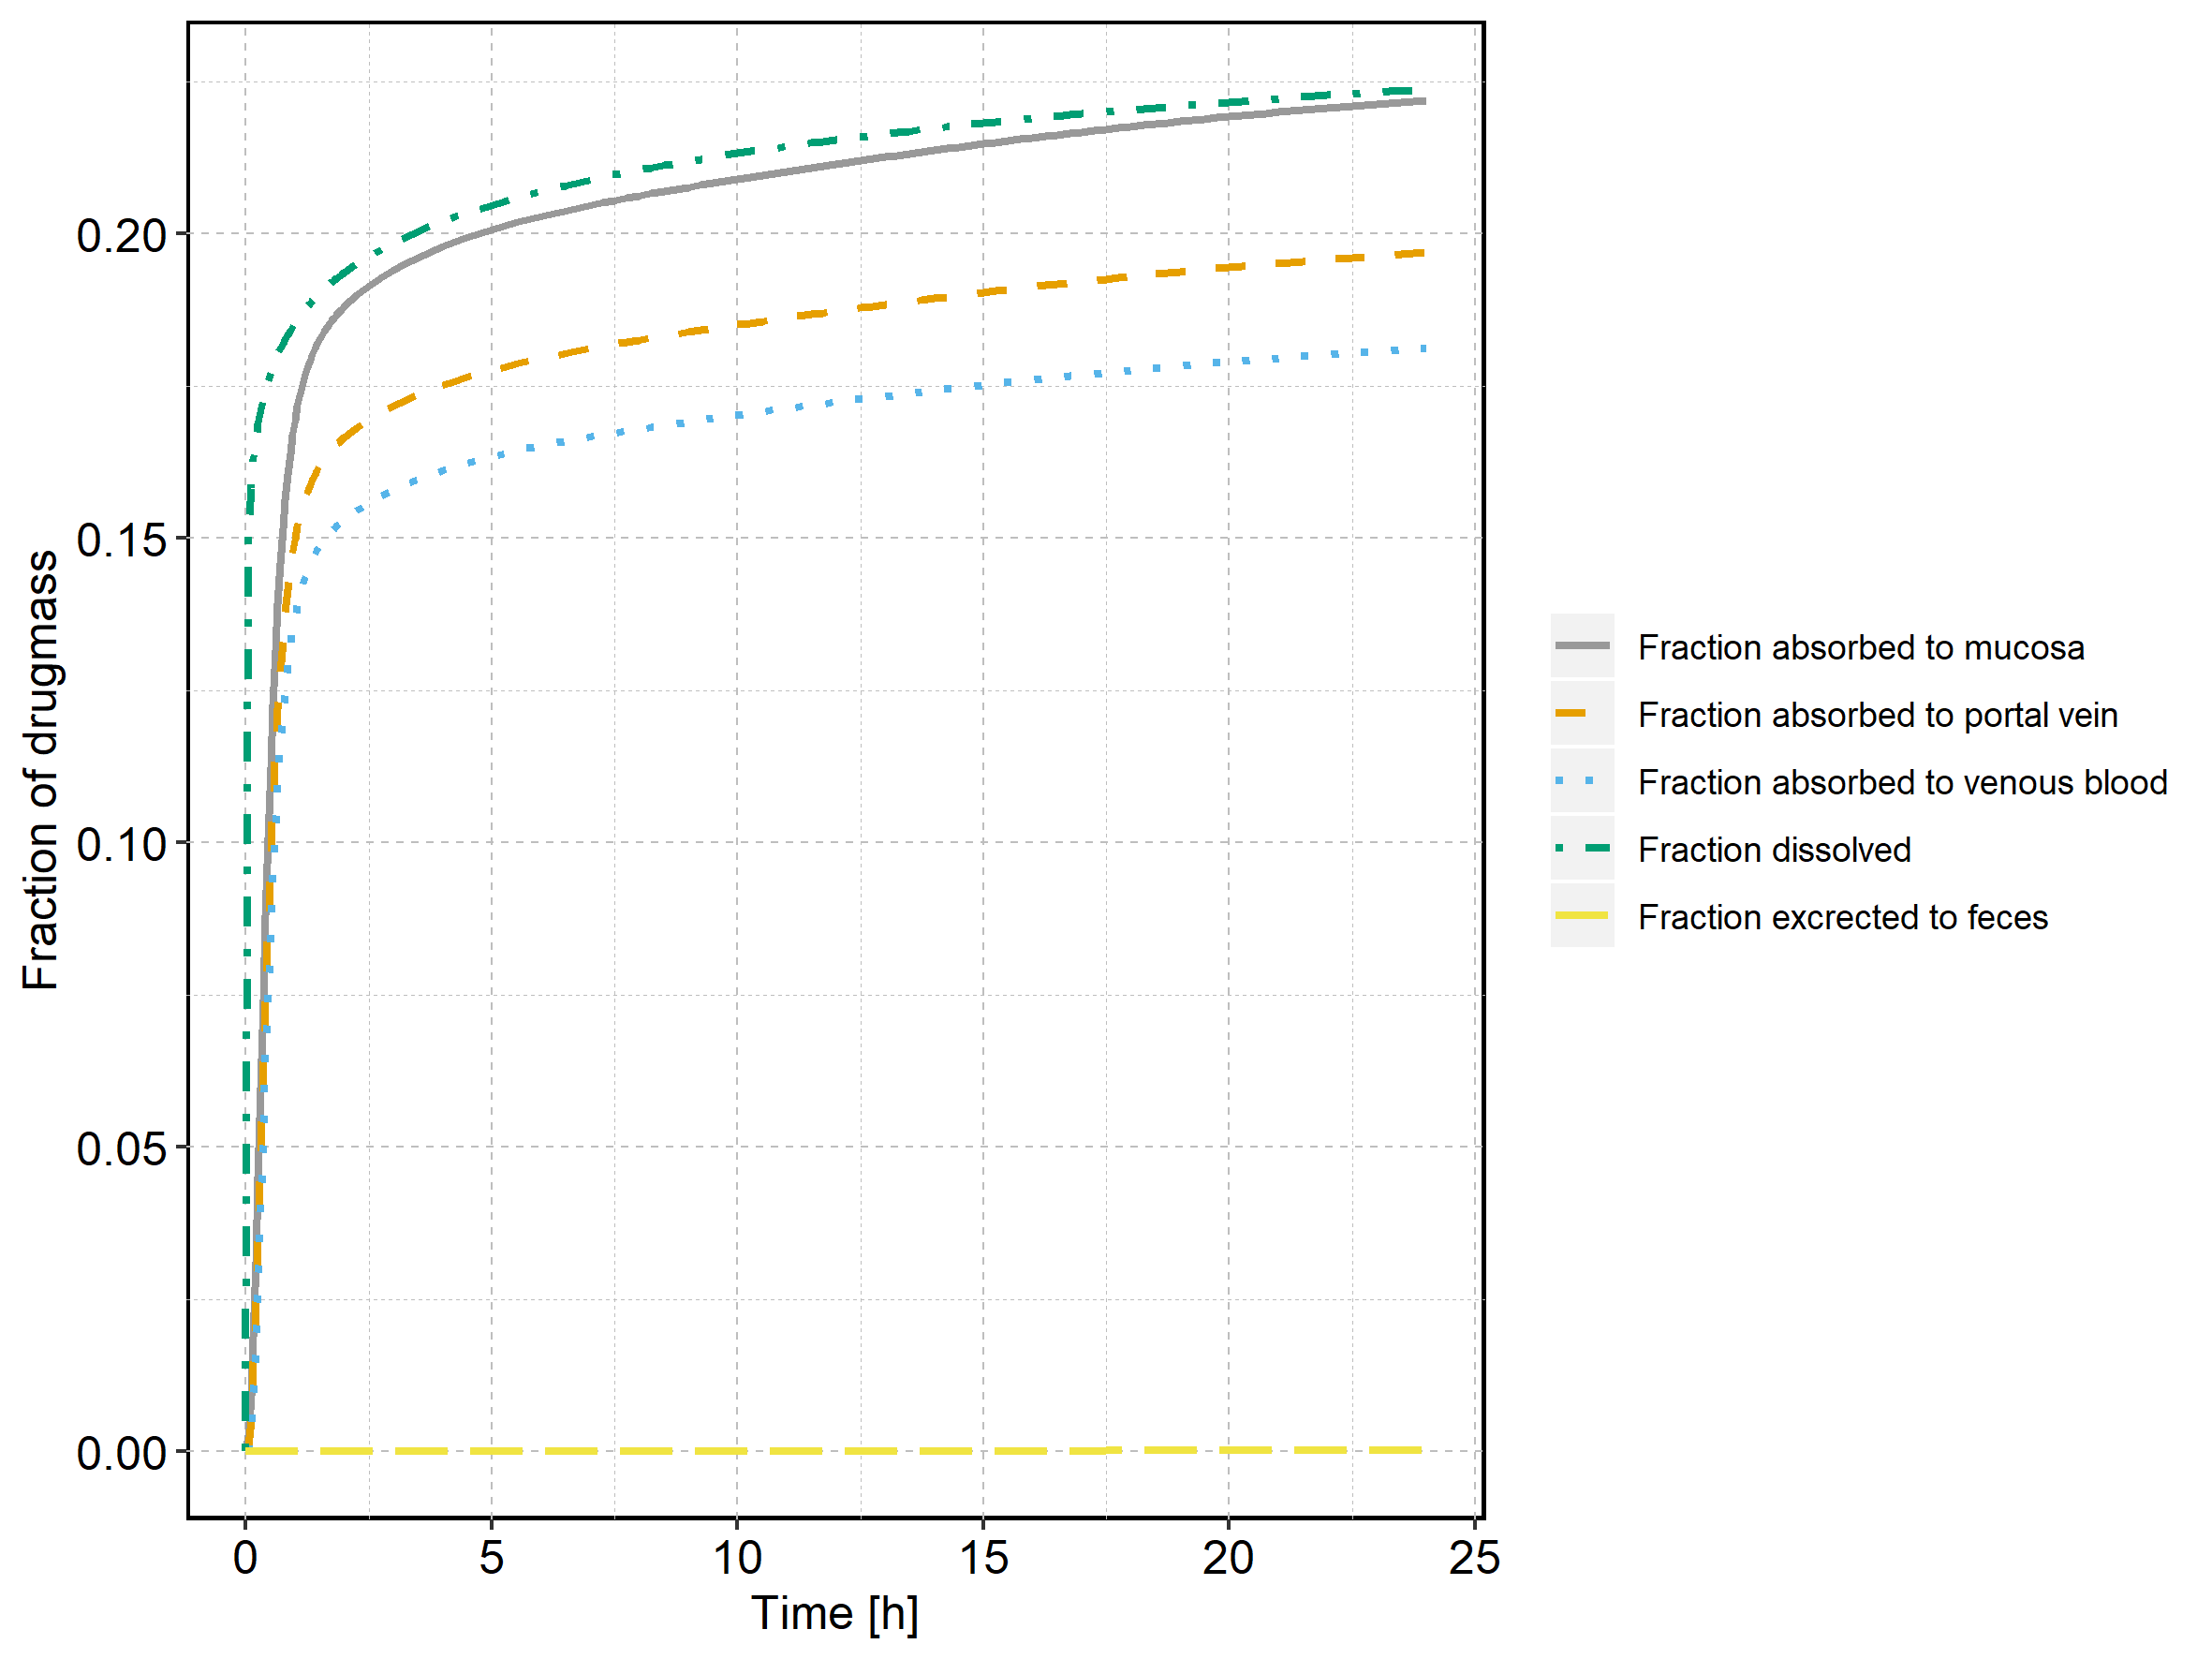 Fraction of drugmass
0.20
0.15
0.10
0.05
0.00
0 5 10 15 20 25
Time [h]
Fraction absorbed to mucosa
Fraction absorbed to portal vein
Fraction absorbed to venous blood
Fraction dissolved
Fraction excrected to feces